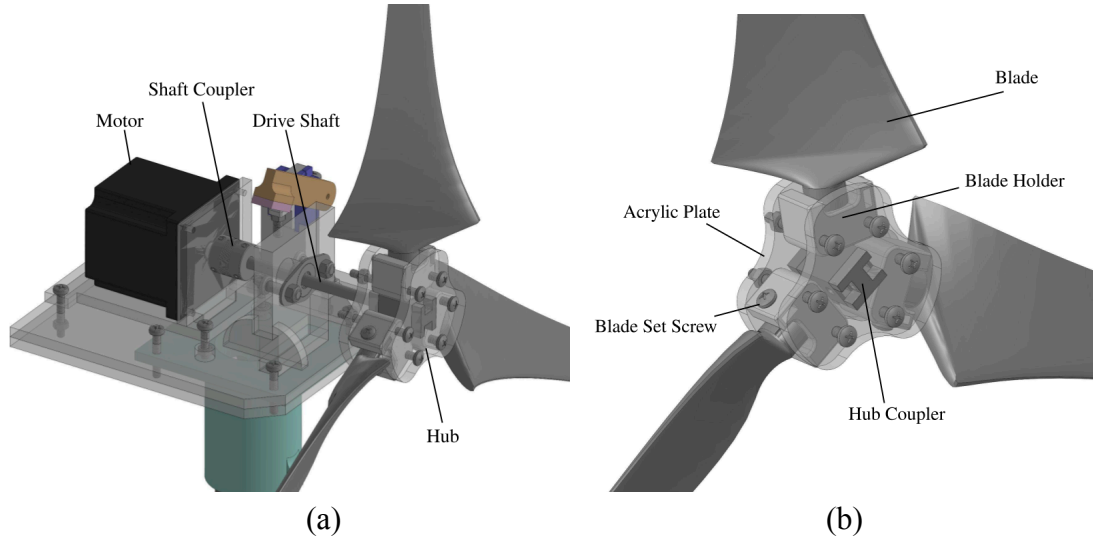 Shaft Coupler
Motor
Drive Shaft
Hub
(a)
Blade
Blade Holder
Acrylic Plate
Blade Set Screw
Hub Coupler
(b)